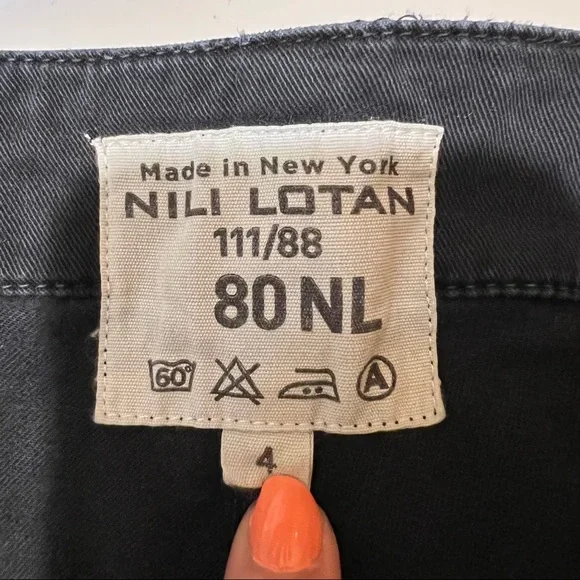 Made in New York
NILI LOTAN
111/88
80 NL
60° A
4